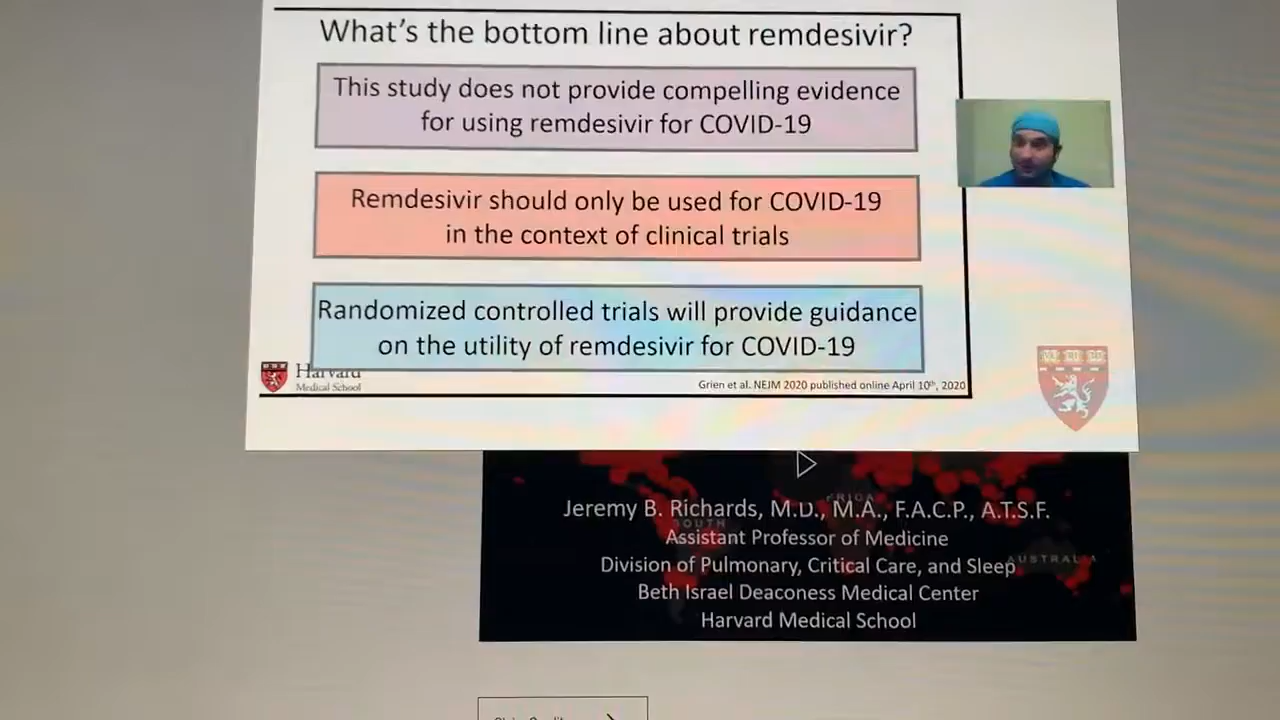 What's the bottom line about remdesivir?
This study does not provide compelling evidence
for using remdesivir for COVID-19
Remdesivir should only be used for COVID-19
in the context of clinical trials
Randomized controlled trials will provide guidance
on the utility of remdesivir for COVID-19
Harvard
Medical School
Grien et al. NEJM 2020 published online April 10th, 2020
Jeremy B. Richards, M.D., M.A., F.A.C.P., A.T.S.F.
SOUTH
Assistant Professor of Medicine
Division of Pulmonary, Critical Care, and Sleep
AUSTRALIA
Beth Israel Deaconess Medical Center
Harvard Medical School